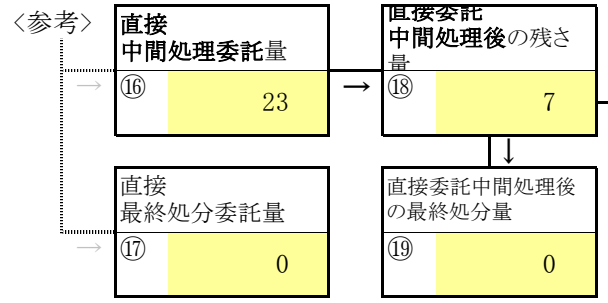 〈参考〉
直接
中間処理委託量
→ ⑯ 23
→
直接委託
中間処理後の残さ
量
⑱ 7
↓
直接
最終処分委託量
→ ⑰ 0
直接委託中間処理後
の最終処分量
⑲ 0